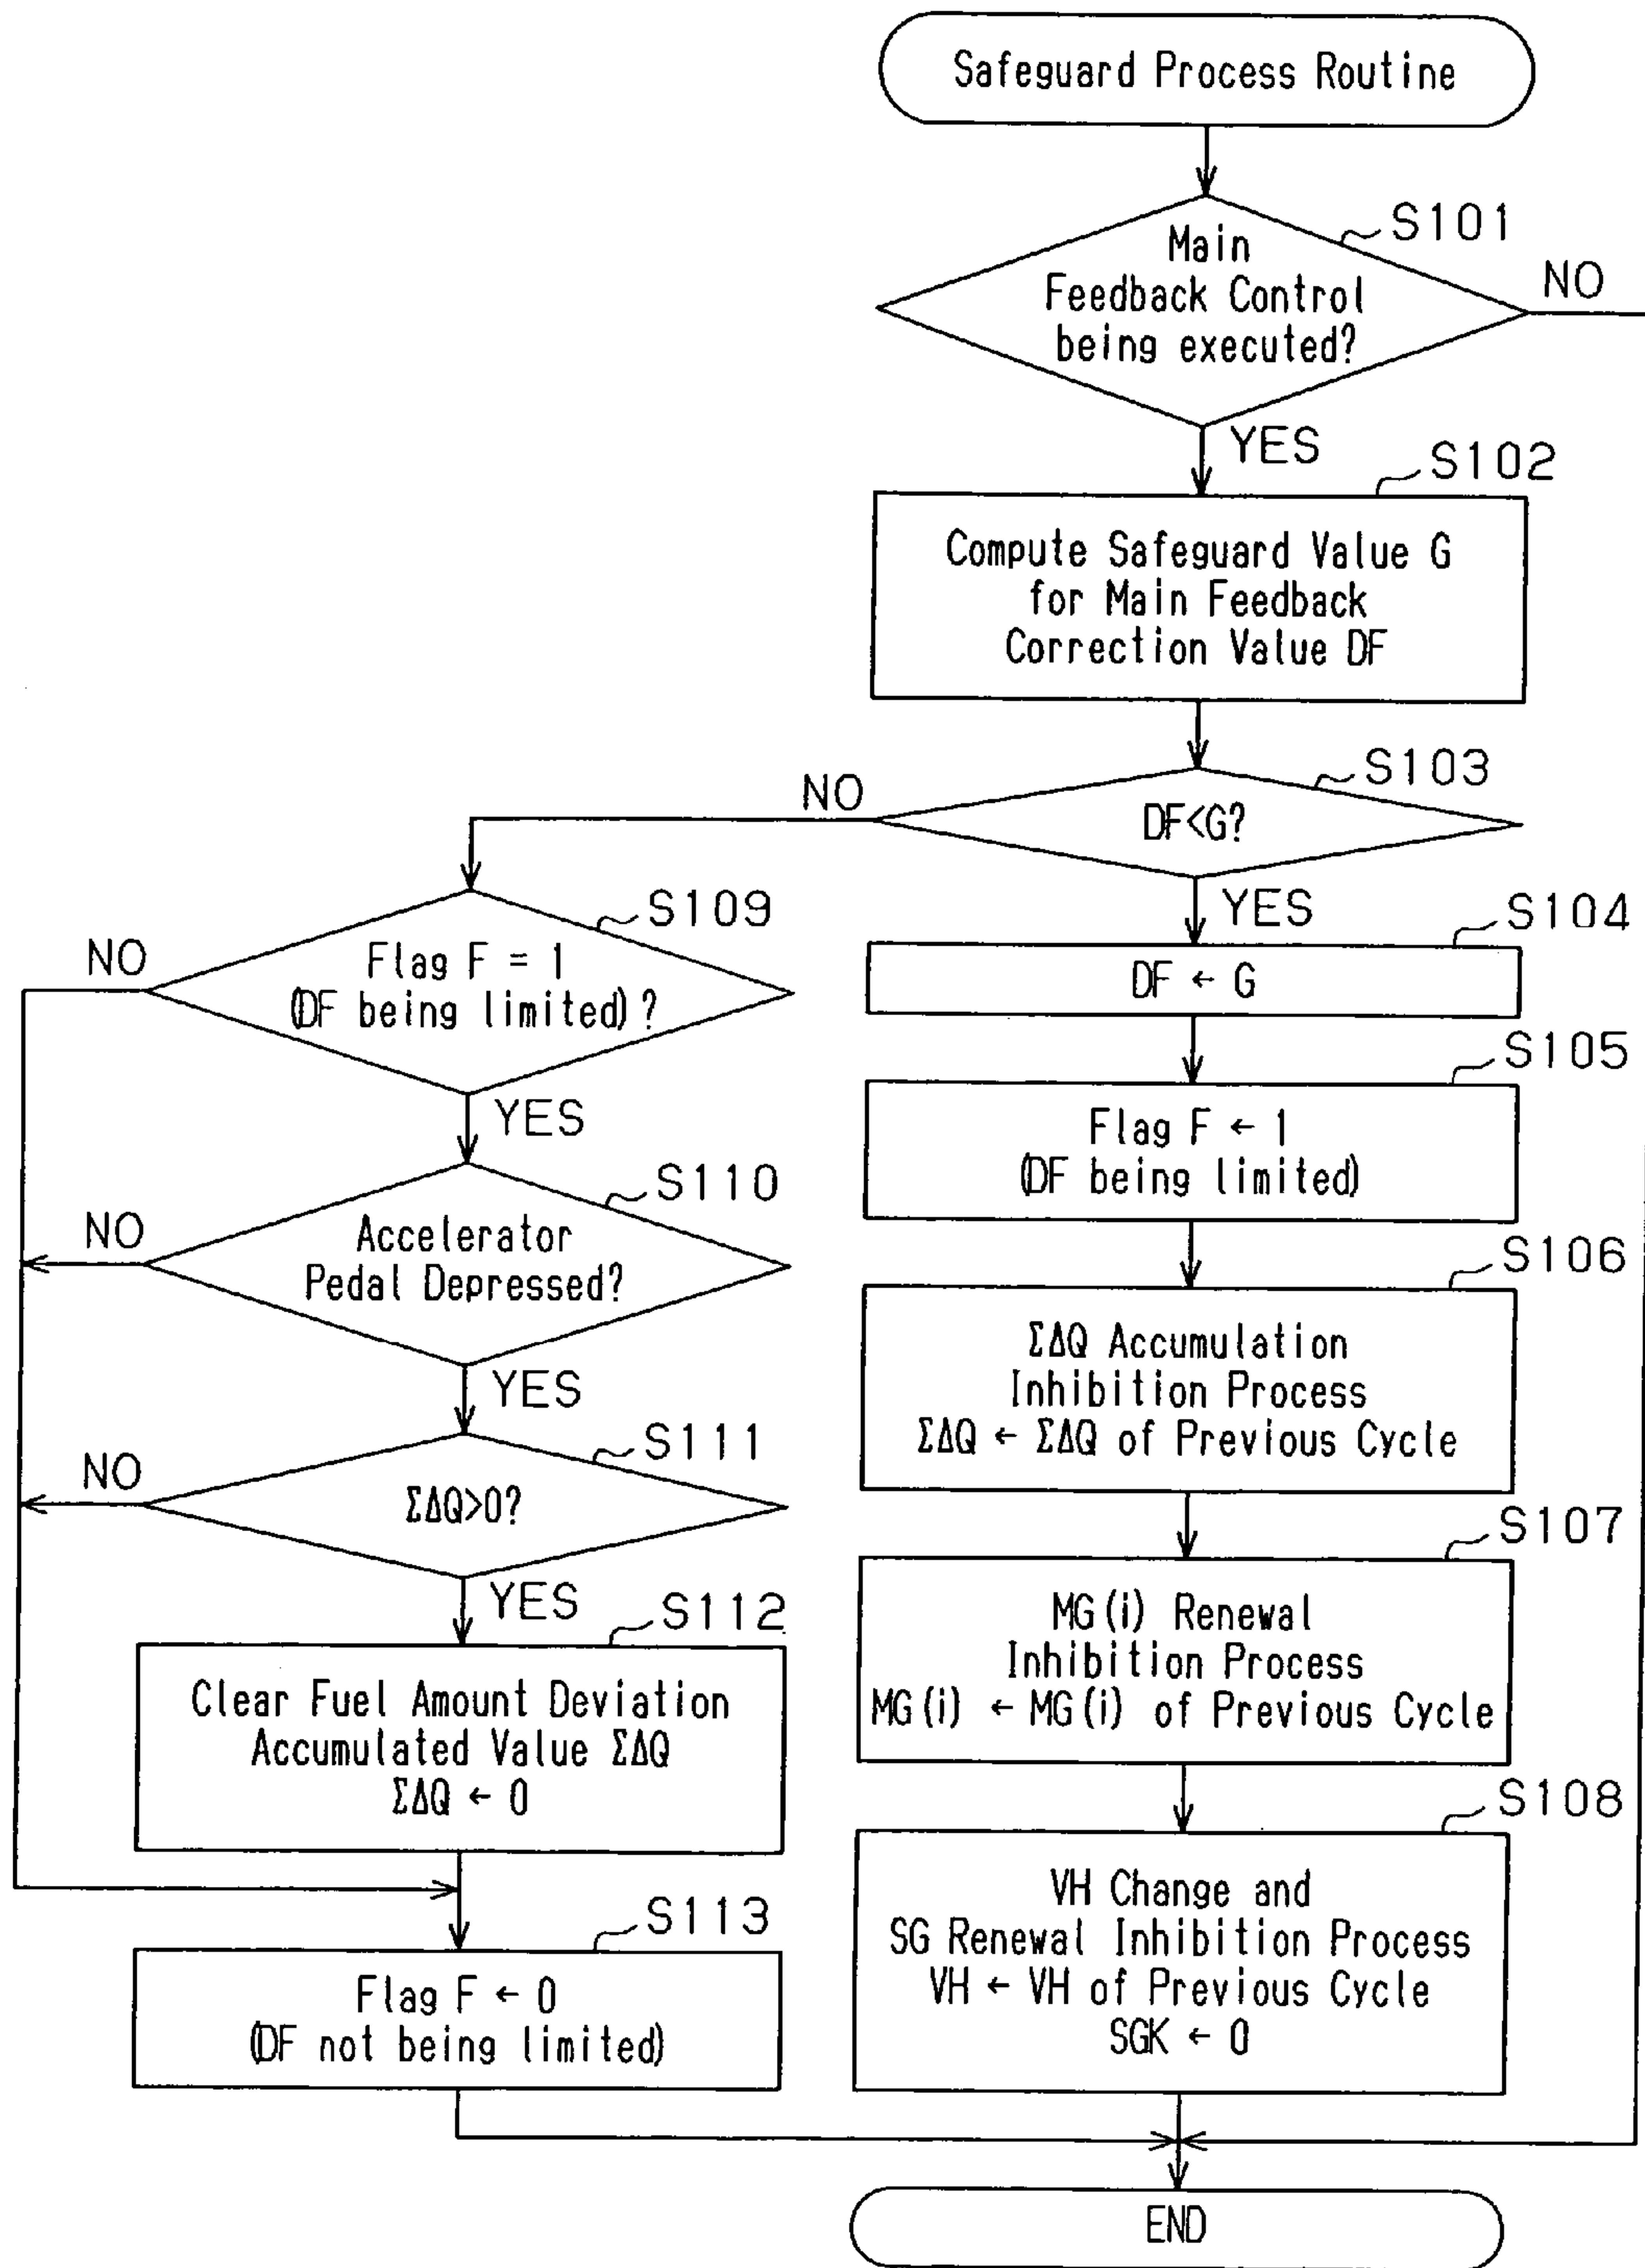 Safeguard Process Routine
S101
Main
Feedback Control
being executed?
NO
YES
S102
Compute Safeguard Value G
for Main Feedback
Correction Value DF
S103
NO
DF<G?
YES
S104
DF ← G
S105
Flag F ← 1
(DF being limited)
S106
ΣΔQ Accumulation
Inhibition Process
ΣΔQ ← ΣΔQ of Previous Cycle
S107
MG(i) Renewal
Inhibition Process
MG(i) ← MG(i) of Previous Cycle
S108
VH Change and
SG Renewal Inhibition Process
VH ← VH of Previous Cycle
SGK ← 0
S109
NO
Flag F = 1
(DF being limited)?
YES
S110
NO
Accelerator
Pedal Depressed?
YES
S111
NO
ΣΔQ>0?
YES
S112
Clear Fuel Amount Deviation
Accumulated Value ΣΔQ
ΣΔQ ← 0
S113
Flag F ← 0
(DF not being limited)
END